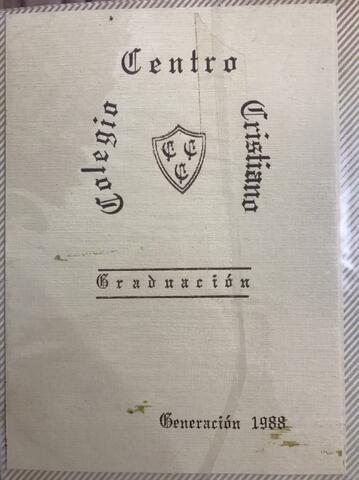 Colegio
Centro
Cristiano
C C
C
Graduación
Generación 1988